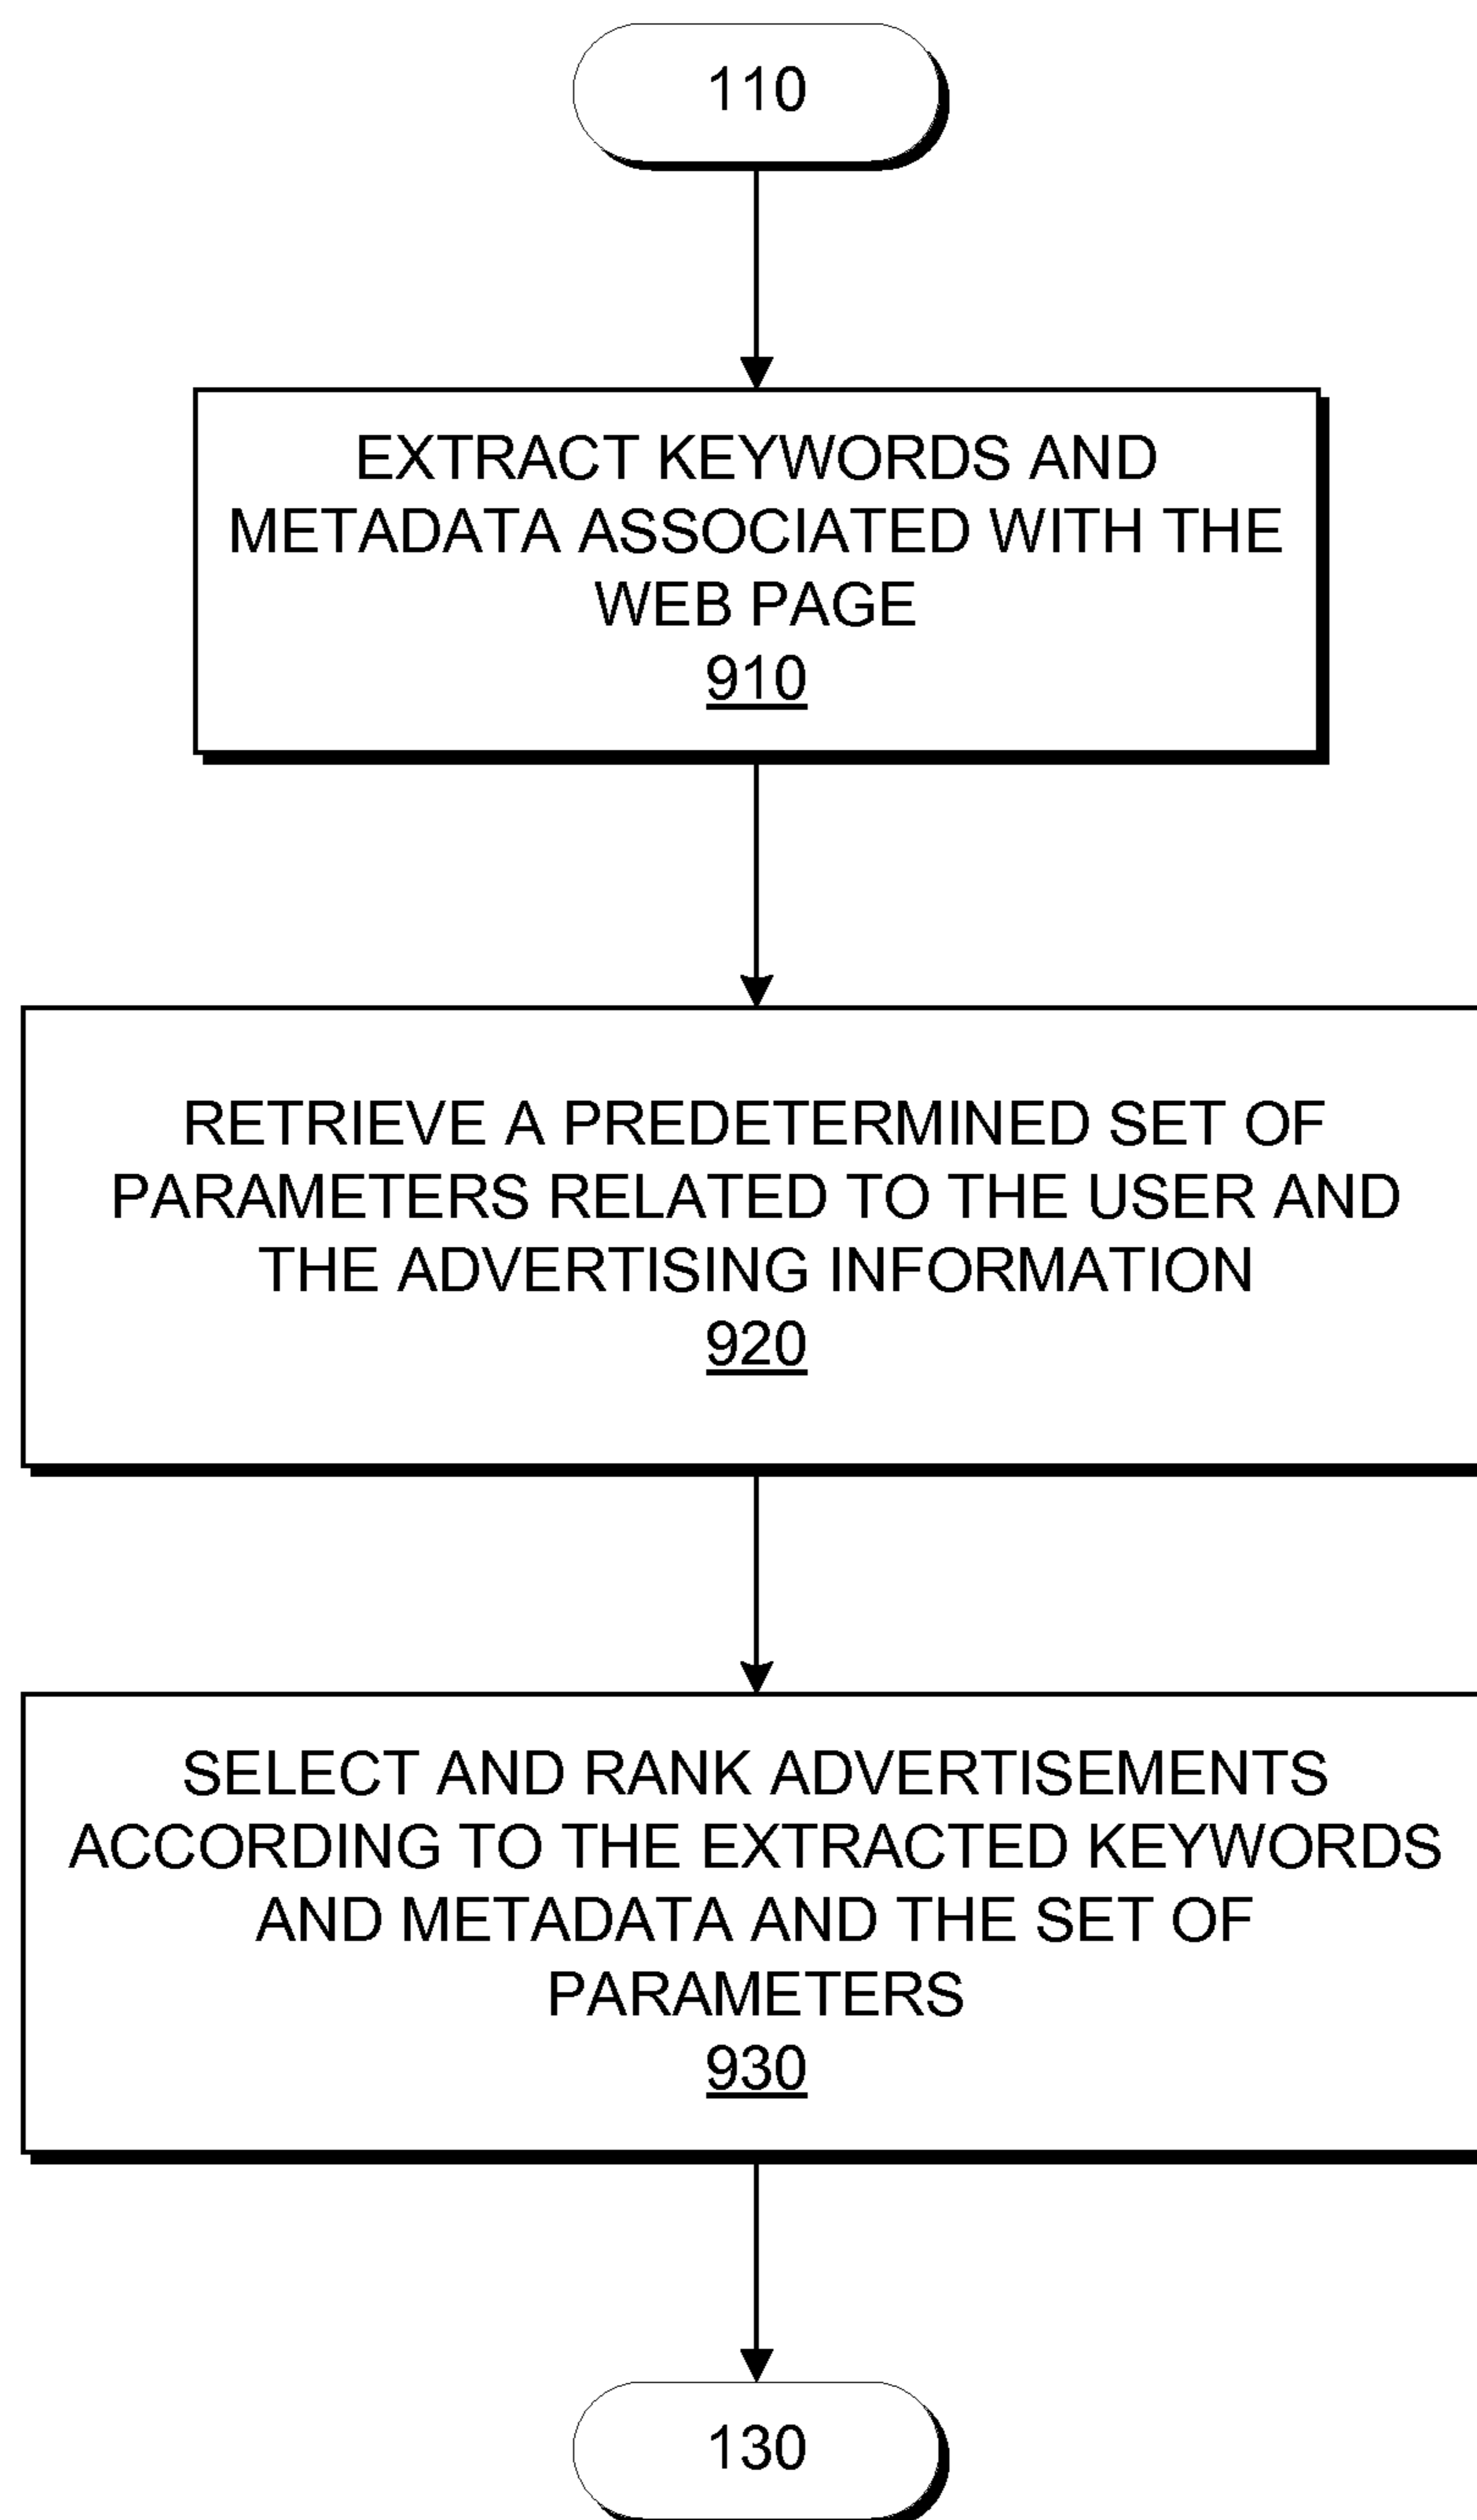 110
EXTRACT KEYWORDS AND
METADATA ASSOCIATED WITH THE
WEB PAGE
910
RETRIEVE A PREDETERMINED SET OF
PARAMETERS RELATED TO THE USER AND
THE ADVERTISING INFORMATION
920
SELECT AND RANK ADVERTISEMENTS
ACCORDING TO THE EXTRACTED KEYWORDS
AND METADATA AND THE SET OF
PARAMETERS
930
130